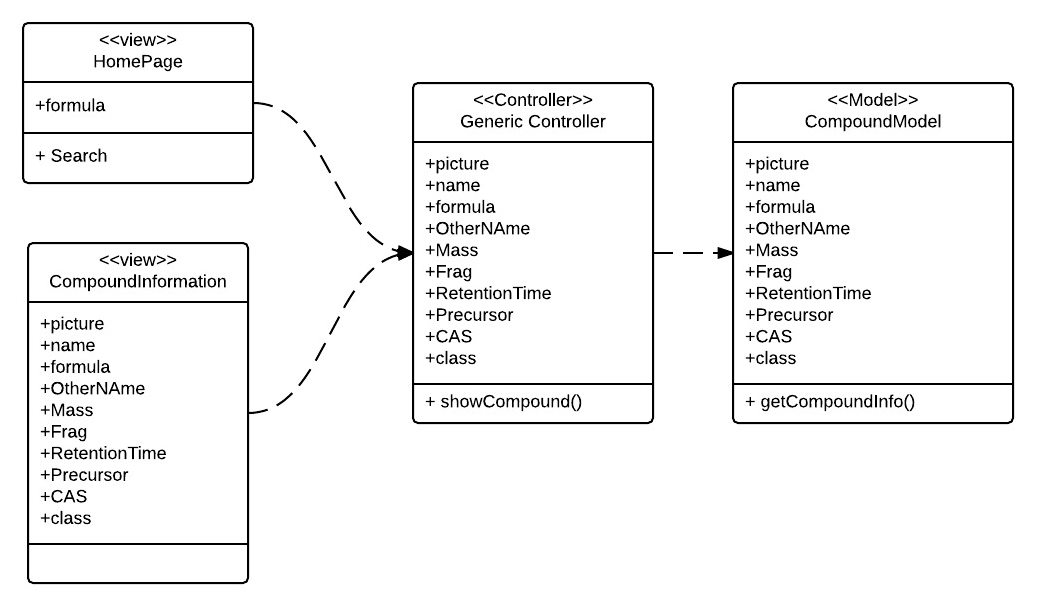 <<view>>
HomePage
+formula
+ Search
<<view>>
CompoundInformation
+picture
+name
+formula
+OtherNAme
+Mass
+Frag
+RetentionTime
+Precursor
+CAS
+class
<<Controller>>
Generic Controller
+picture
+name
+formula
+OtherNAme
+Mass
+Frag
+RetentionTime
+Precursor
+CAS
+class
+ showCompound()
<<Model>>
CompoundModel
+picture
+name
+formula
+OtherNAme
+Mass
+Frag
+RetentionTime
+Precursor
+CAS
+class
+ getCompoundInfo()